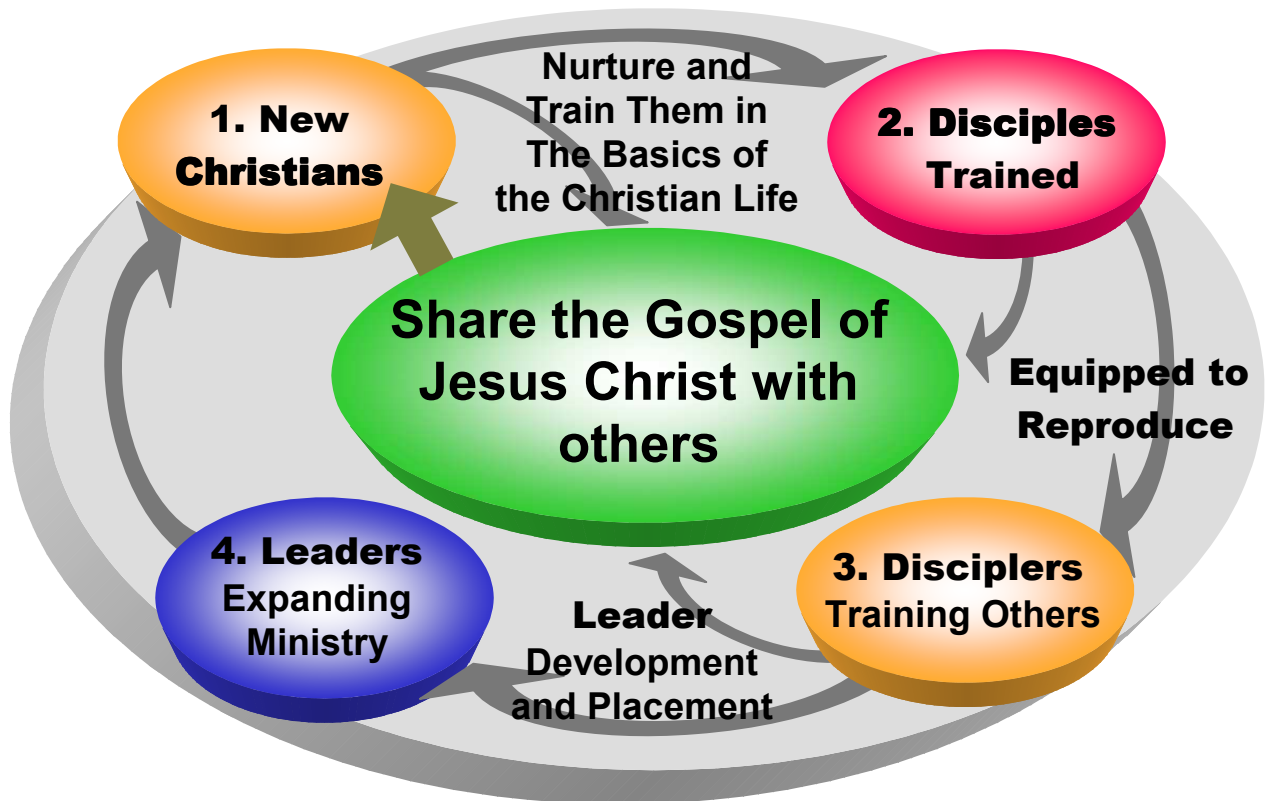 1. New
Christians
Nurture and
Train Them in
The Basics of
the Christian Life
2. Disciples
Trained
Share the Gospel of
Jesus Christ with
others
Equipped to
Reproduce
3. Disciplers
Training Others
Leader
Development
and Placement
4. Leaders
Expanding
Ministry